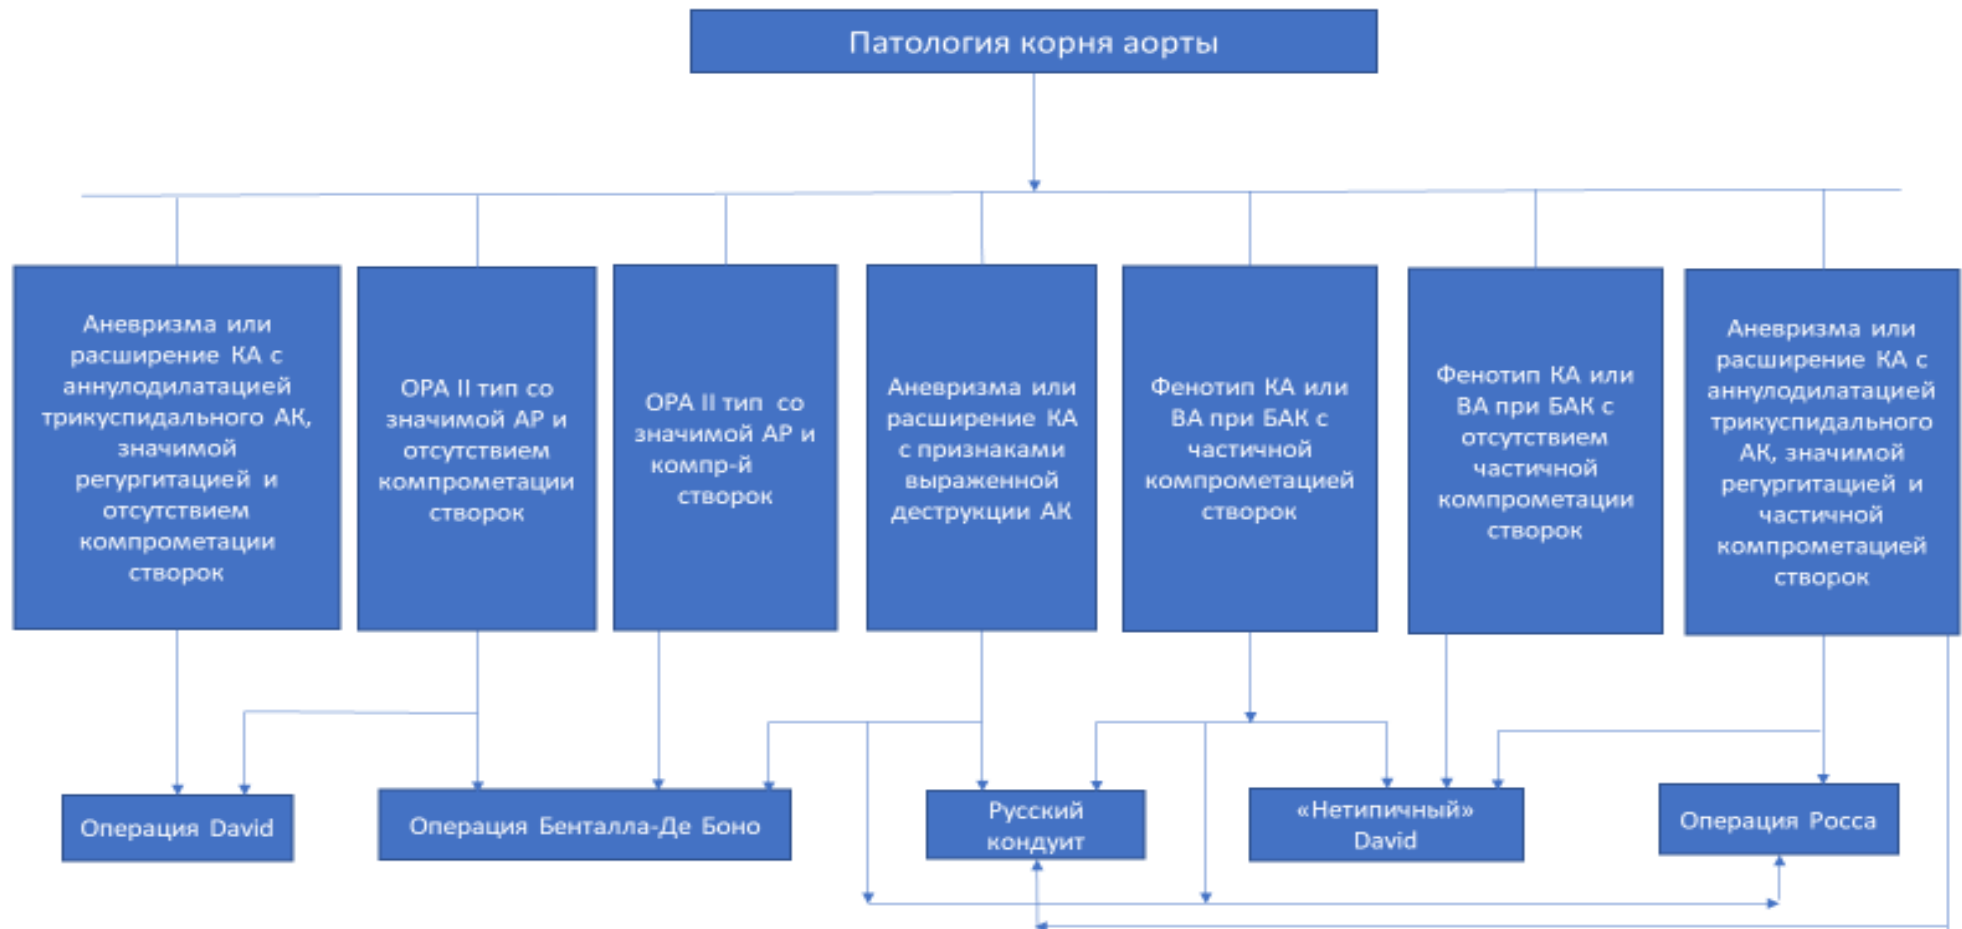 Патология корня аорты
Аневризма или
расширение КА с
аннулодилатацией
трикуспидального АК,
значимой
регургитацией и
отсутствием
компрометации
створок
ОРА II тип со
значимой АР и
отсутствием
компрометации
створок
ОРА II тип со
значимой АР и
компр-й
створок
Аневризма или
расширение КА
с признаками
выраженной
деструкции АК
Фенотип КА или
ВА при БАК с
частичной
компрометацией
створок
Фенотип КА или
ВА при БАК с
отсутствием
частичной
компрометации
створок
Аневризма или
расширение КА с
аннулодилатацией
трикуспидального
АК, значимой
регургитацией и
частичной
компрометацией
створок
Операция David
Операция Бенталла-Де Боно
Русский
кондуит
«Нетипичный»
David
Операция Росса